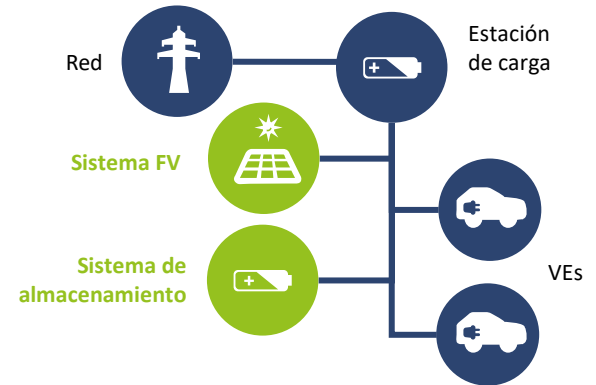 Red
Estación
de carga
Sistema FV
Sistema de
almacenamiento
VEs